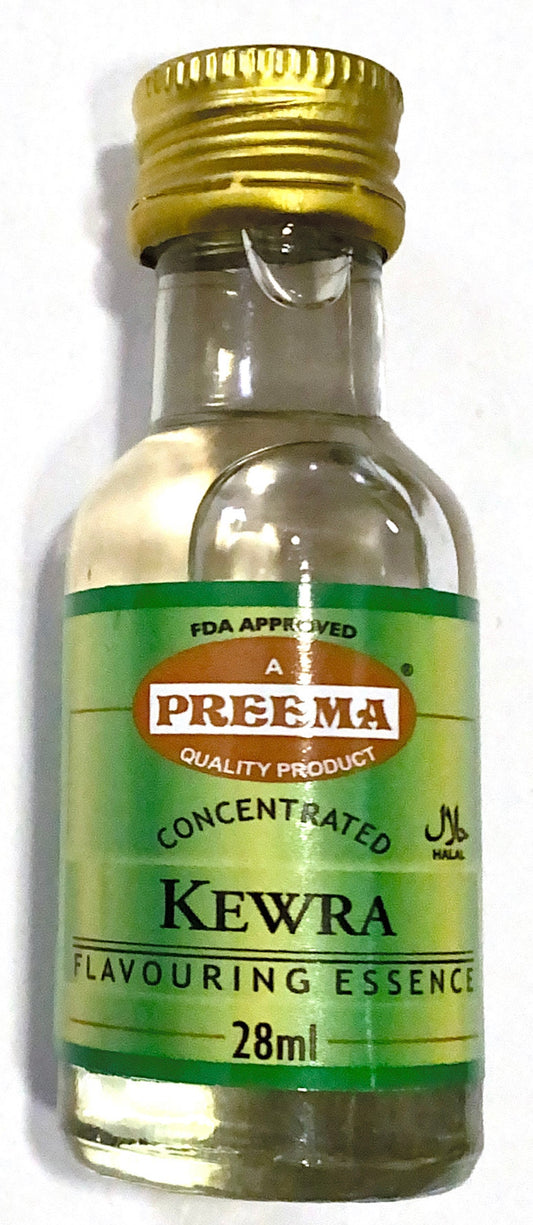 FDA APPROVED
A
PREEMA®
QUALITY PRODUCT
CONCENTRATED
حلال
HALAL
KEWRA
FLAVOURING ESSENCE
28ml